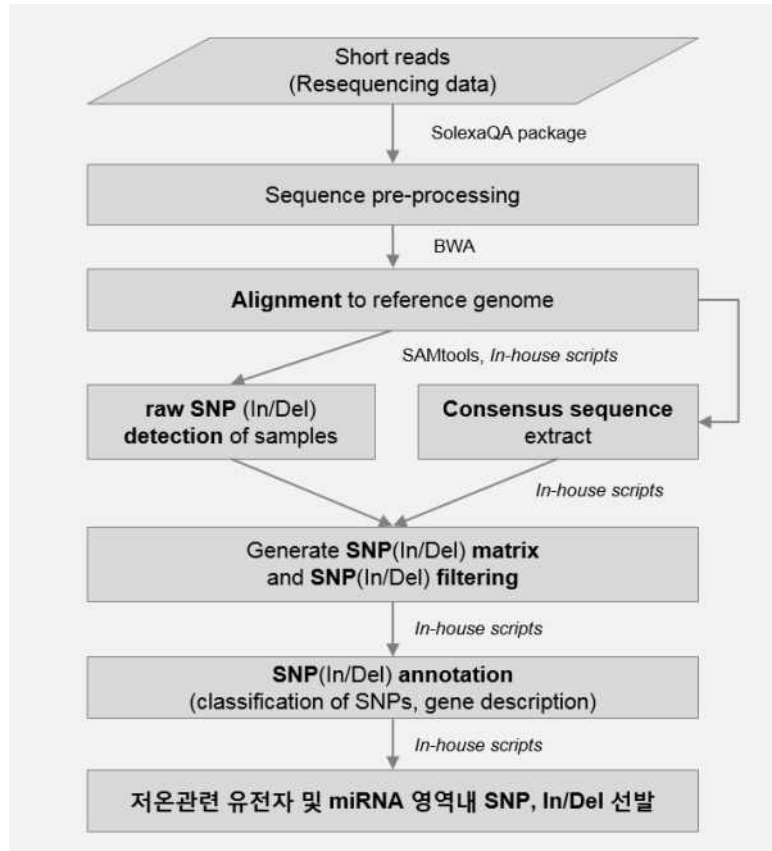 Short reads
(Resequencing data)
SolexaQA package
Sequence pre-processing
BWA
Alignment to reference genome
SAMtools, In-house scripts
raw SNP (In/Del)
detection of samples
Consensus sequence
extract
In-house scripts
Generate SNP(In/Del) matrix
and SNP(In/Del) filtering
In-house scripts
SNP(In/Del) annotation
(classification of SNPs, gene description)
In-house scripts
저온관련 유전자 및 miRNA 영역내 SNP, In/Del 선발